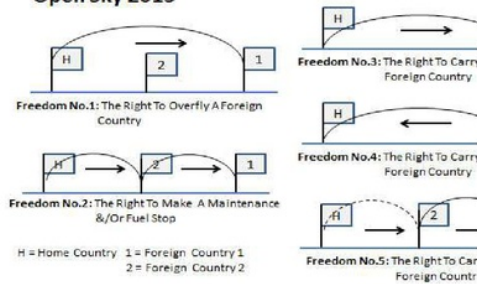 Open Sky 2015
H
2
1
Freedom No.1: The Right To Overfly A Foreign
Country
H
2
1
Freedom No.2: The Right To Make A Maintenance
&/Or Fuel Stop
H = Home Country 1 = Foreign Country 1
2 = Foreign Country 2
H
Freedom No.3: The Right To Carry
Foreign Country
H
Freedom No.4: The Right To Carry
Foreign Country
H
2
Freedom No.5: The Right To Car
Foreign Countr